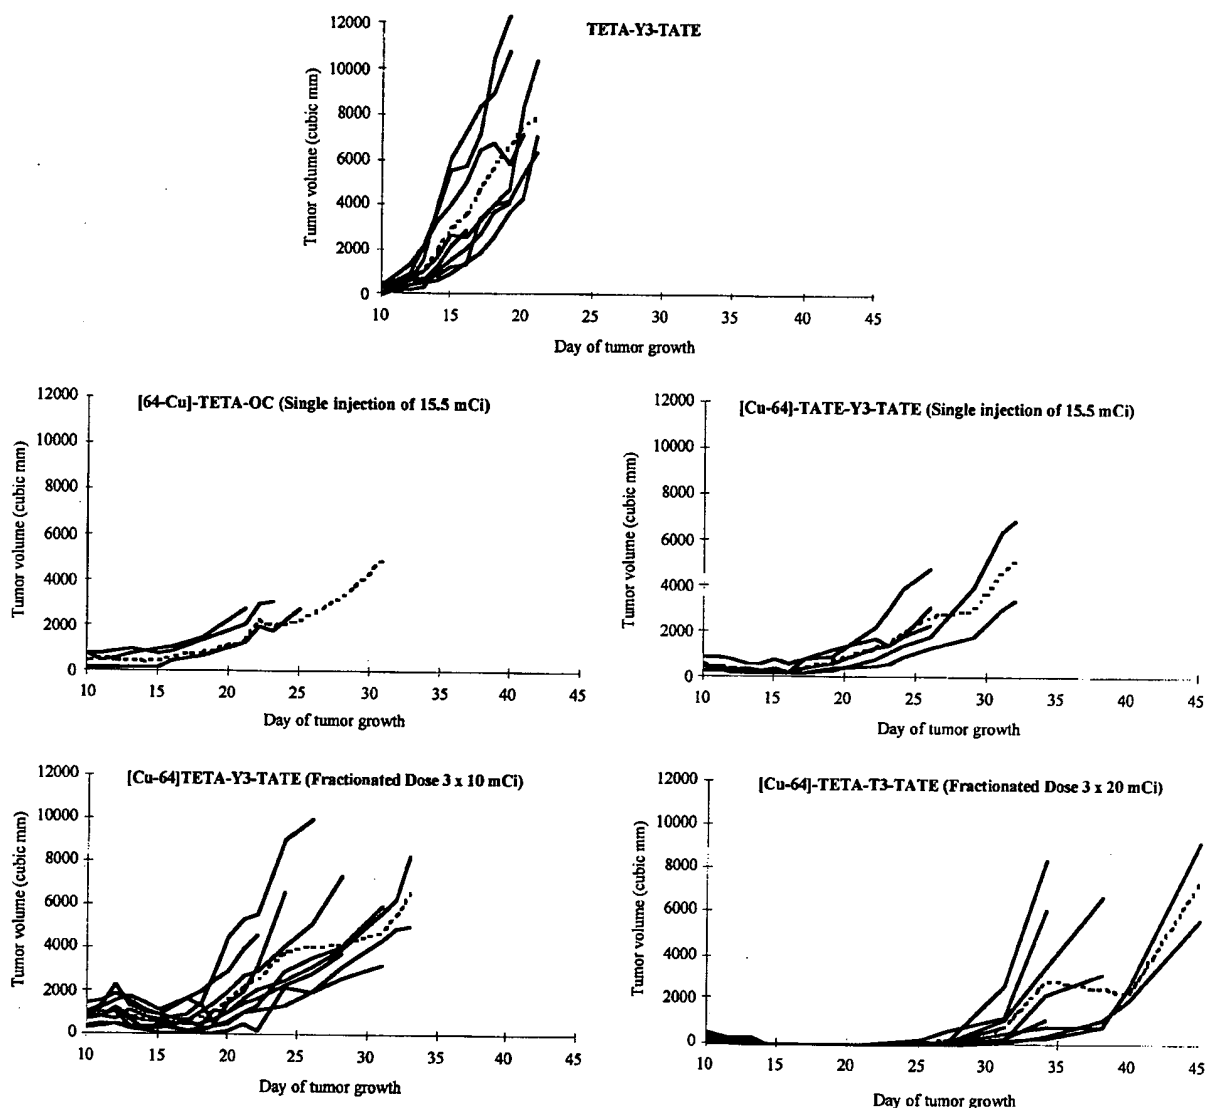 TETA-Y3-TATE
12000
10000
8000
6000
4000
2000
0
Tumor volume (cubic mm)
10 15 20 25 30 35 40 45
Day of tumor growth
[64-Cu]-TETA-OC (Single injection of 15.5 mCi)
12000
10000
8000
6000
4000
2000
0
Tumor volume (cubic mm)
10 15 20 25 30 35 40 45
Day of tumor growth
[Cu-64]-TATE-Y3-TATE (Single injection of 15.5 mCi)
12000
10000
8000
6000
4000
2000
0
Tumor volume (cubic mm)
10 15 20 25 30 35 40 45
Day of tumor growth
[Cu-64]TETA-Y3-TATE (Fractionated Dose 3 x 10 mCi)
12000
10000
8000
6000
4000
2000
0
Tumor volume (cubic mm)
10 15 20 25 30 35 40 45
Day of tumor growth
[Cu-64]-TETA-T3-TATE (Fractionated Dose 3 x 20 mCi)
12000
10000
8000
6000
4000
2000
0
Tumor volume (cubic mm)
10 15 20 25 30 35 40 45
Day of tumor growth